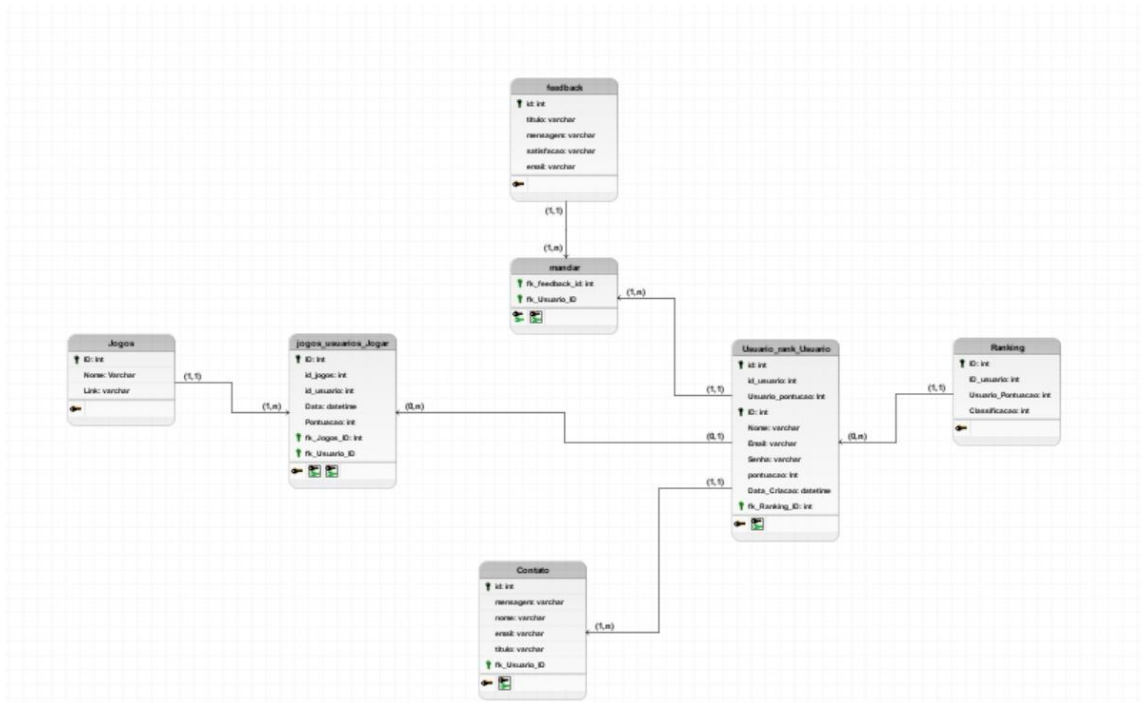 feedback
id: int
titulo: varchar
mensagem: varchar
satisfacao: varchar
email: varchar
(1,1)
(1,n)
mandar
fk_feedback_id: int
fk_Usuario_ID
(1,n)
Jogos
ID: int
Nome: Varchar
Link: varchar
(1,1)
(1,n)
jogos_usuarios_Jogar
ID: int
id_jogos: int
id_usuario: int
Data: datetime
Pontuacao: int
fk_Jogos_ID: int
fk_Usuario_ID
(0,n)
Usuario_rank_Usuario
id: int
id_usuario: int
Usuario_pontucao: Int
ID: int
Nome: varchar
Email: varchar
Senha: varchar
pontuacao: Int
Data_Criacao: datetime
fk_Ranking_ID: int
(1,1)
(0,1)
(1,1)
(0,n)
(1,1)
Ranking
ID: int
ID_usuario: int
Usuario_Pontuacao: int
Classificacao: int
Contato
id: int
mensagem: varchar
nome: varchar
email: varchar
titulo: varchar
fk_Usuario_ID
(1,n)